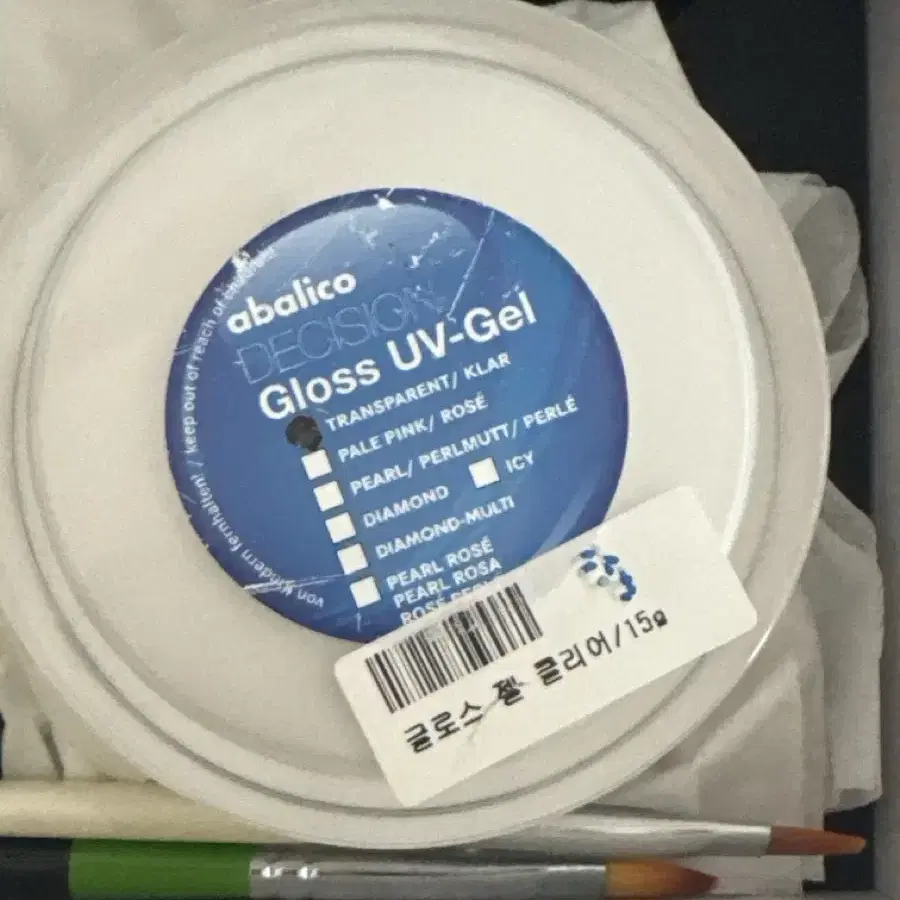 abalico
DECISION
Gloss UV-Gel
TRANSPARENT/ KLAR
PALE PINK/ ROSÉ
PEARL/ PERLMUTT/ PERLÉ
DIAMOND
ICY
DIAMOND-MULTI
PEARL ROSÉ
PEARL ROSA
ROSÉ
von Kindern fernhalten! / keep out of reach of children
글로스 젤 클리어/15g